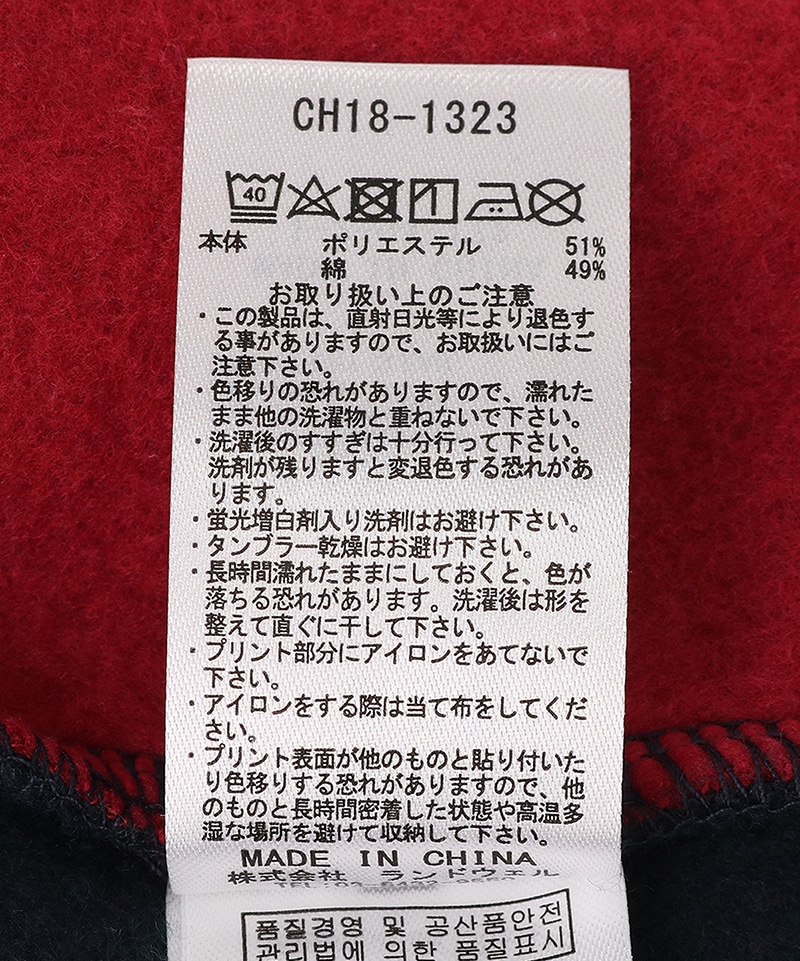 CH18-1323
40
本体 ポリエステル 51%
綿 49%
お取り扱い上のご注意
・この製品は、直射日光等により退色す
る事がありますので、お取扱いにはご
注意下さい。
・色移りの恐れがありますので、濡れた
まま他の洗濯物と重ねないで下さい。
・洗濯後のすすぎは十分行って下さい。
洗剤が残りますと変退色する恐れがあ
ります。
・蛍光増白剤入り洗剤はお避け下さい。
・タンブラー乾燥はお避け下さい。
・長時間濡れたままにしておくと、色が
落ちる恐れがあります。洗濯後は形を
整えて直ぐに干して下さい。
・プリント部分にアイロンをあてないで
下さい。
・アイロンをする際は当て布をしてくだ
さい。
・プリント表面が他のものと貼り付いた
り色移りする恐れがありますので、他
のものと長時間密着した状態や高温多
湿な場所を避けて収納して下さい。
MADE IN CHINA
株式会社 ランドウェル
품질경영 및 공산품안전
관리법에 의한 품질표시